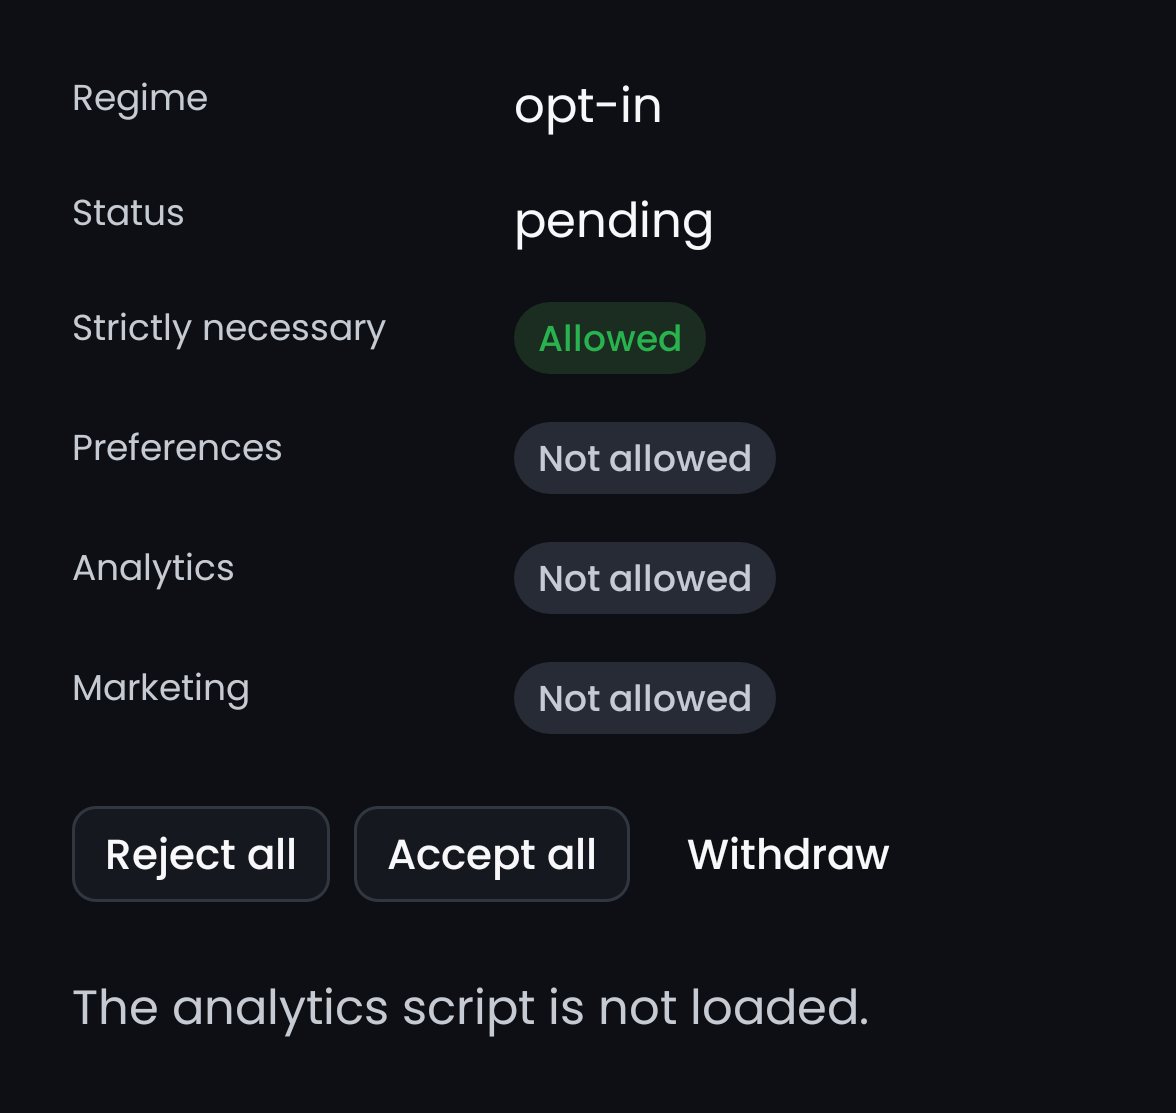 Regime opt-in
Status pending
Strictly necessary Allowed
Preferences Not allowed
Analytics Not allowed
Marketing Not allowed
Reject all Accept all Withdraw
The analytics script is not loaded.